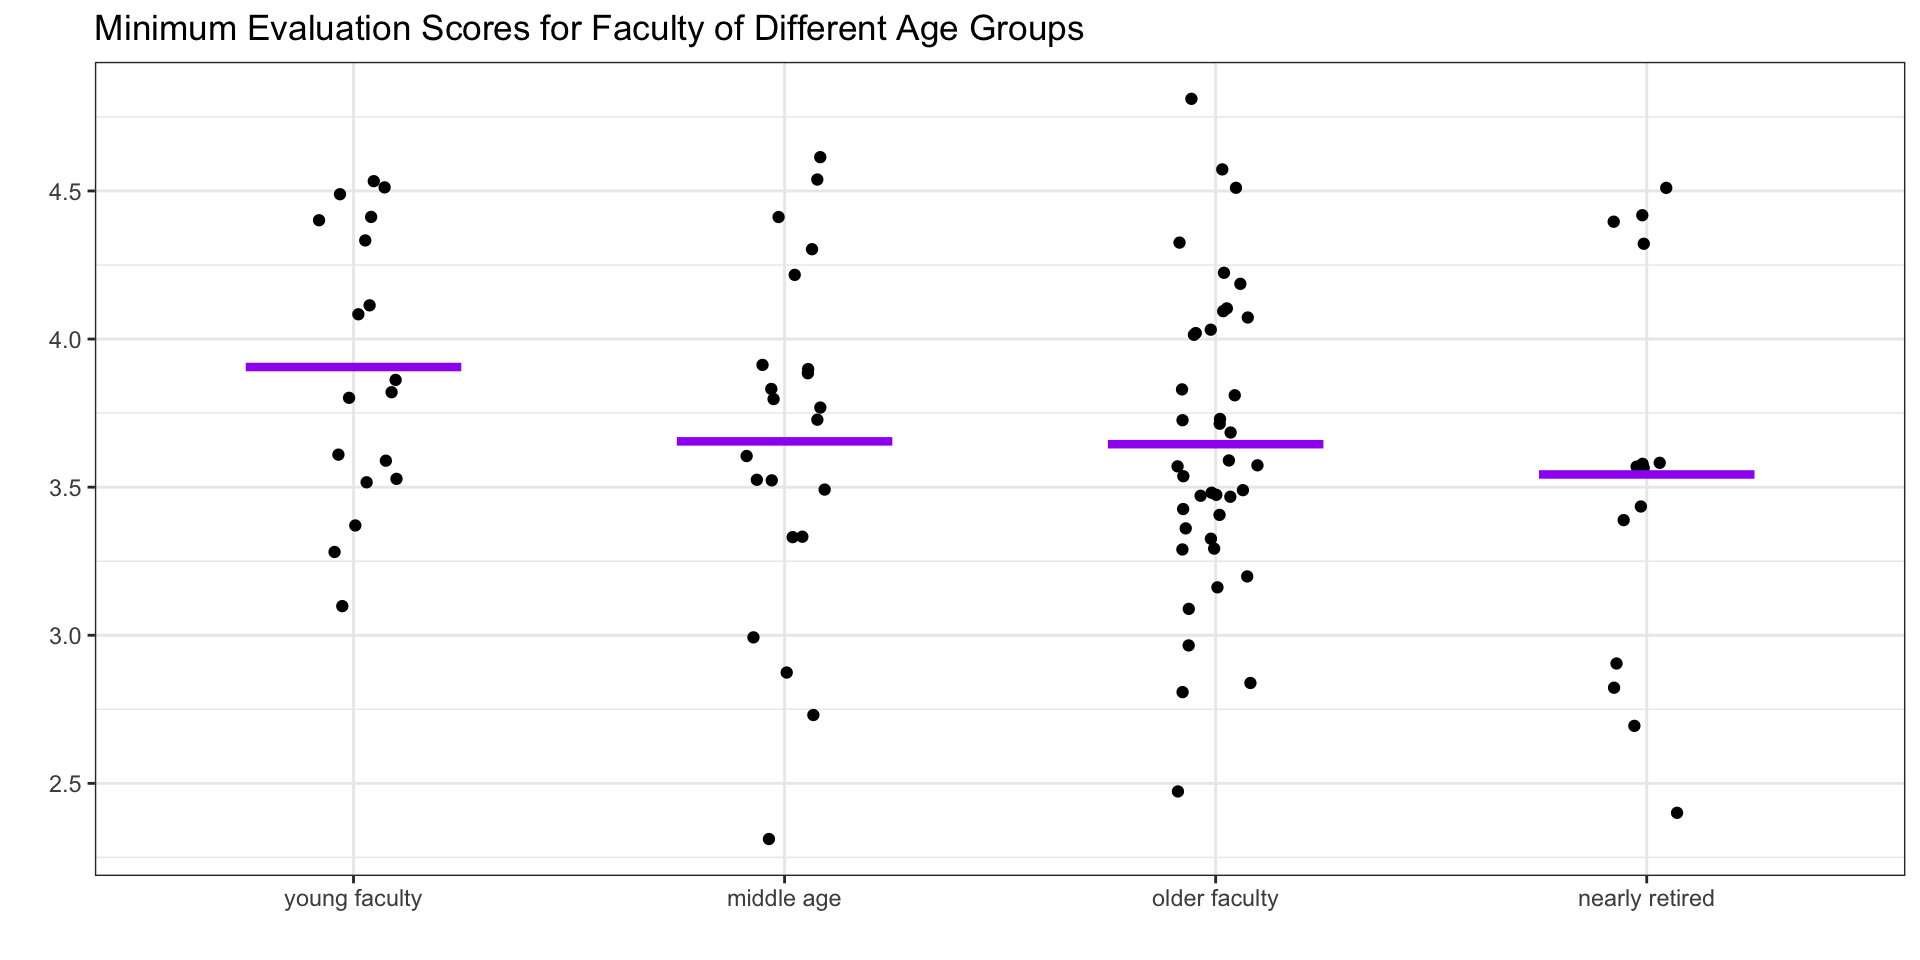 Minimum Evaluation Scores for Faculty of Different Age Groups
4.5
4.0
3.5
3.0
2.5
young faculty middle age older faculty nearly retired